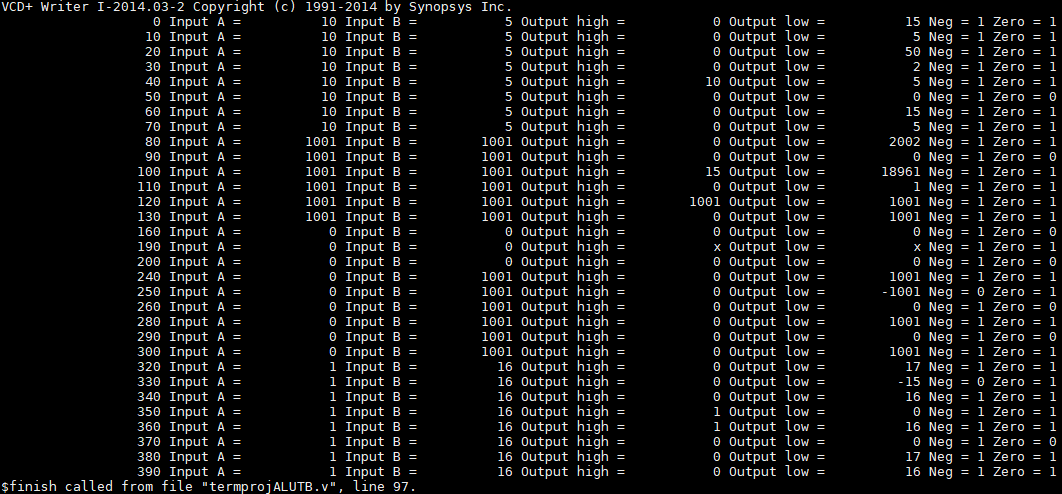 VCD+ Writer I-2014.03-2 Copyright (c) 1991-2014 by Synopsys Inc.
0 Input A = 10 Input B = 5 Output high = 0 Output low = 15 Neg = 1 Zero = 1
10 Input A = 10 Input B = 5 Output high = 0 Output low = 5 Neg = 1 Zero = 1
20 Input A = 10 Input B = 5 Output high = 0 Output low = 50 Neg = 1 Zero = 1
30 Input A = 10 Input B = 5 Output high = 0 Output low = 2 Neg = 1 Zero = 1
40 Input A = 10 Input B = 5 Output high = 10 Output low = 5 Neg = 1 Zero = 1
50 Input A = 10 Input B = 5 Output high = 0 Output low = 0 Neg = 1 Zero = 0
60 Input A = 10 Input B = 5 Output high = 0 Output low = 15 Neg = 1 Zero = 1
70 Input A = 10 Input B = 5 Output high = 0 Output low = 5 Neg = 1 Zero = 1
80 Input A = 1001 Input B = 1001 Output high = 0 Output low = 2002 Neg = 1 Zero = 1
90 Input A = 1001 Input B = 1001 Output high = 0 Output low = 0 Neg = 1 Zero = 0
100 Input A = 1001 Input B = 1001 Output high = 15 Output low = 18961 Neg = 1 Zero = 1
110 Input A = 1001 Input B = 1001 Output high = 0 Output low = 1 Neg = 1 Zero = 1
120 Input A = 1001 Input B = 1001 Output high = 1001 Output low = 1001 Neg = 1 Zero = 1
130 Input A = 1001 Input B = 1001 Output high = 0 Output low = 1001 Neg = 1 Zero = 1
160 Input A = 0 Input B = 0 Output high = 0 Output low = 0 Neg = 1 Zero = 0
190 Input A = 0 Input B = 0 Output high = x Output low = x Neg = 1 Zero = 1
200 Input A = 0 Input B = 0 Output high = 0 Output low = 0 Neg = 1 Zero = 0
240 Input A = 0 Input B = 1001 Output high = 0 Output low = 1001 Neg = 1 Zero = 1
250 Input A = 0 Input B = 1001 Output high = 0 Output low = -1001 Neg = 0 Zero = 1
260 Input A = 0 Input B = 1001 Output high = 0 Output low = 0 Neg = 1 Zero = 0
280 Input A = 0 Input B = 1001 Output high = 0 Output low = 1001 Neg = 1 Zero = 1
290 Input A = 0 Input B = 1001 Output high = 0 Output low = 0 Neg = 1 Zero = 0
300 Input A = 0 Input B = 1001 Output high = 0 Output low = 1001 Neg = 1 Zero = 1
320 Input A = 1 Input B = 16 Output high = 0 Output low = 17 Neg = 1 Zero = 1
330 Input A = 1 Input B = 16 Output high = 0 Output low = -15 Neg = 0 Zero = 1
340 Input A = 1 Input B = 16 Output high = 0 Output low = 16 Neg = 1 Zero = 1
350 Input A = 1 Input B = 16 Output high = 1 Output low = 0 Neg = 1 Zero = 1
360 Input A = 1 Input B = 16 Output high = 1 Output low = 16 Neg = 1 Zero = 1
370 Input A = 1 Input B = 16 Output high = 0 Output low = 0 Neg = 1 Zero = 0
380 Input A = 1 Input B = 16 Output high = 0 Output low = 17 Neg = 1 Zero = 1
390 Input A = 1 Input B = 16 Output high = 0 Output low = 16 Neg = 1 Zero = 1
$finish called from file "termprojALUTB.v", line 97.